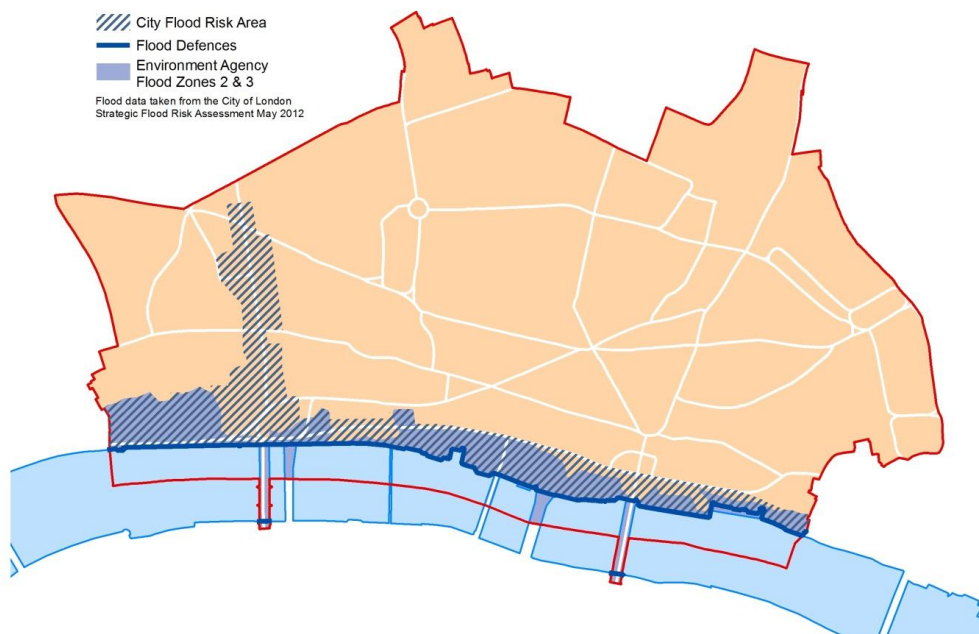 City Flood Risk Area
Flood Defences
Environment Agency
Flood Zones 2 & 3
Flood data taken from the City of London
Strategic Flood Risk Assessment May 2012